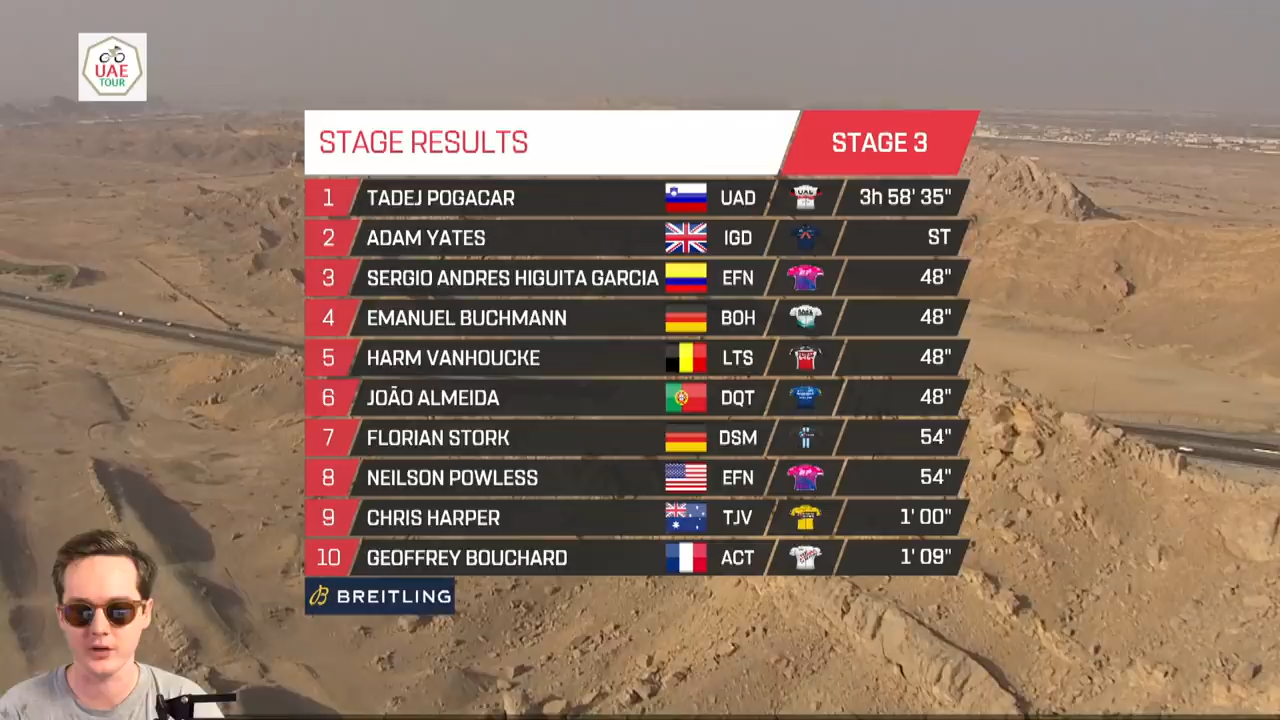 UAE
TOUR
STAGE RESULTS STAGE 3
1 TADEJ POGACAR UAD 3h 58' 35"
2 ADAM YATES IGD ST
3 SERGIO ANDRES HIGUITA GARCIA EFN 48"
4 EMANUEL BUCHMANN BOH 48"
5 HARM VANHOUCKE LTS 48"
6 JOÃO ALMEIDA DQT 48"
7 FLORIAN STORK DSM 54"
8 NEILSON POWLESS EFN 54"
9 CHRIS HARPER TJV 1' 00"
10 GEOFFREY BOUCHARD ACT 1' 09"
B BREITLING